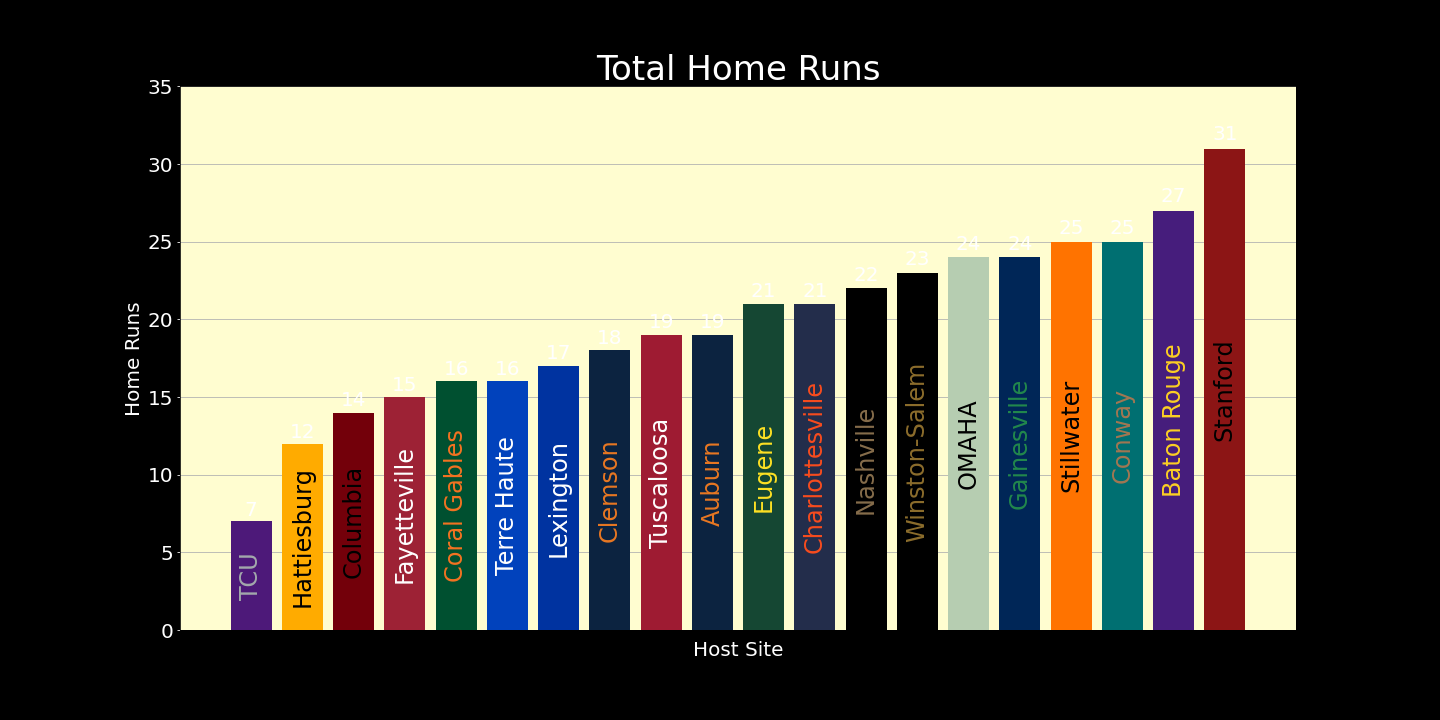 Total Home Runs
35
30
25
20
15
10
5
0
Home Runs
7
12
14
15
16
16
17
18
19
19
21
21
22
23
24
24
25
25
27
31
TCU
Hattiesburg
Columbia
Fayetteville
Coral Gables
Terre Haute
Lexington
Clemson
Tuscaloosa
Auburn
Eugene
Charlottesville
Nashville
Winston-Salem
OMAHA
Gainesville
Stillwater
Conway
Baton Rouge
Stanford
Host Site